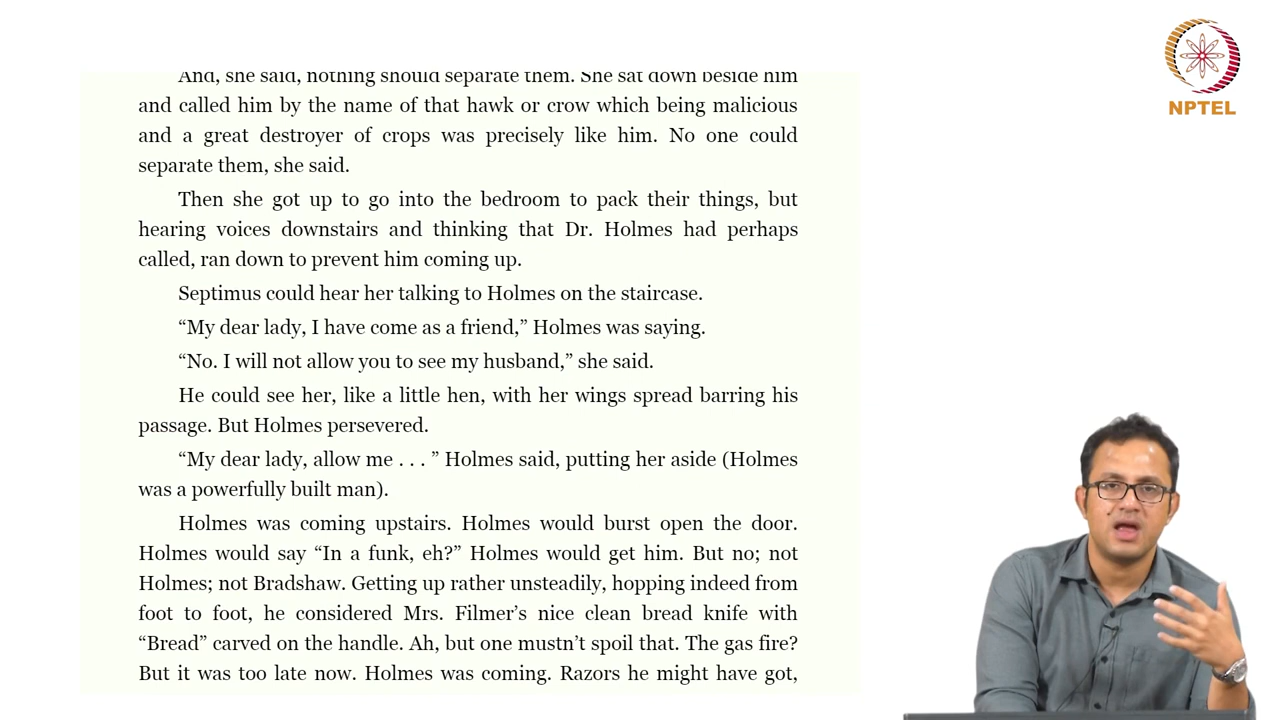 And, she said, nothing should separate them. She sat down beside him
and called him by the name of that hawk or crow which being malicious
and a great destroyer of crops was precisely like him. No one could
separate them, she said.
Then she got up to go into the bedroom to pack their things, but
hearing voices downstairs and thinking that Dr. Holmes had perhaps
called, ran down to prevent him coming up.
Septimus could hear her talking to Holmes on the staircase.
“My dear lady, I have come as a friend,” Holmes was saying.
“No. I will not allow you to see my husband,” she said.
He could see her, like a little hen, with her wings spread barring his
passage. But Holmes persevered.
“My dear lady, allow me . . . ” Holmes said, putting her aside (Holmes
was a powerfully built man).
Holmes was coming upstairs. Holmes would burst open the door.
Holmes would say “In a funk, eh?” Holmes would get him. But no; not
Holmes; not Bradshaw. Getting up rather unsteadily, hopping indeed from
foot to foot, he considered Mrs. Filmer’s nice clean bread knife with
“Bread” carved on the handle. Ah, but one mustn’t spoil that. The gas fire?
But it was too late now. Holmes was coming. Razors he might have got,
NPTEL